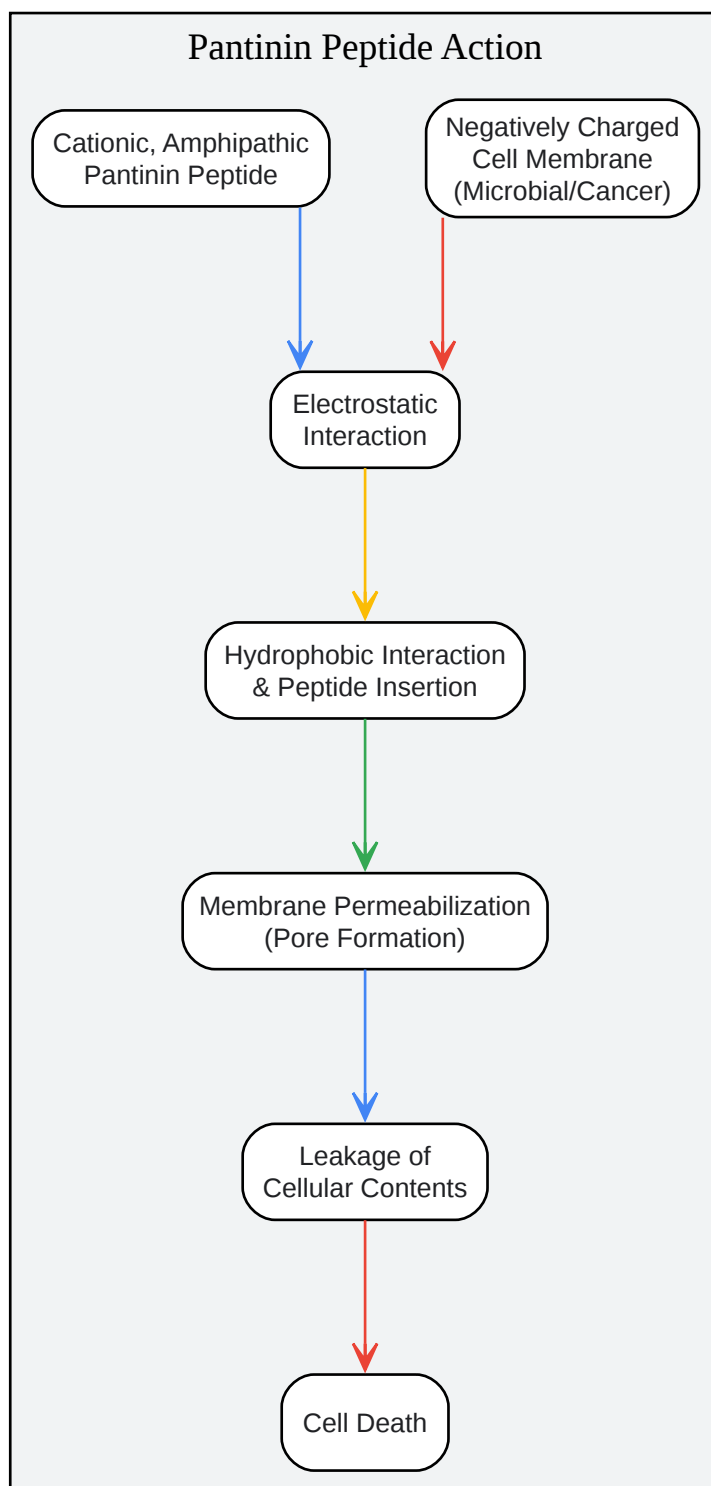 Pantinin Peptide Action
Cationic, Amphipathic
Pantinin Peptide
Negatively Charged
Cell Membrane
(Microbial/Cancer)
Electrostatic
Interaction
Hydrophobic Interaction
& Peptide Insertion
Membrane Permeabilization
(Pore Formation)
Leakage of
Cellular Contents
Cell Death